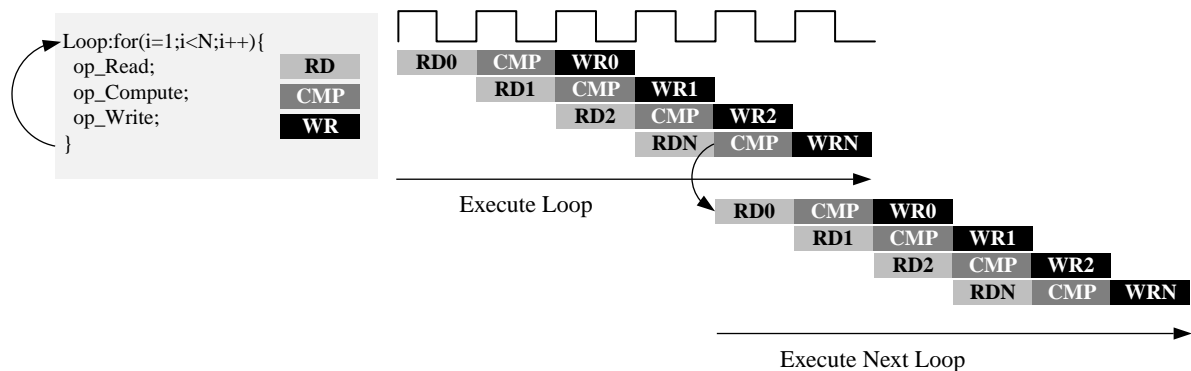 Loop:for(i=1;i<N;i++){
op_Read;
op_Compute;
op_Write;
}
RD
CMP
WR
RD0 CMP WR0
RD1 CMP WR1
RD2 CMP WR2
RDN CMP WRN
Execute Loop
RD0 CMP WR0
RD1 CMP WR1
RD2 CMP WR2
RDN CMP WRN
Execute Next Loop